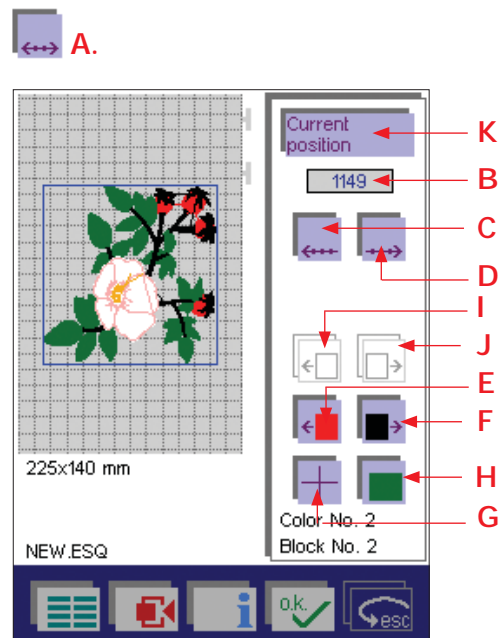 A.
Current
position
K
1149
B
C
D
I
J
E
F
H
G
225x140 mm
Color No. 2
NEW.ESQ
Block No. 2
i
o.k.
esc